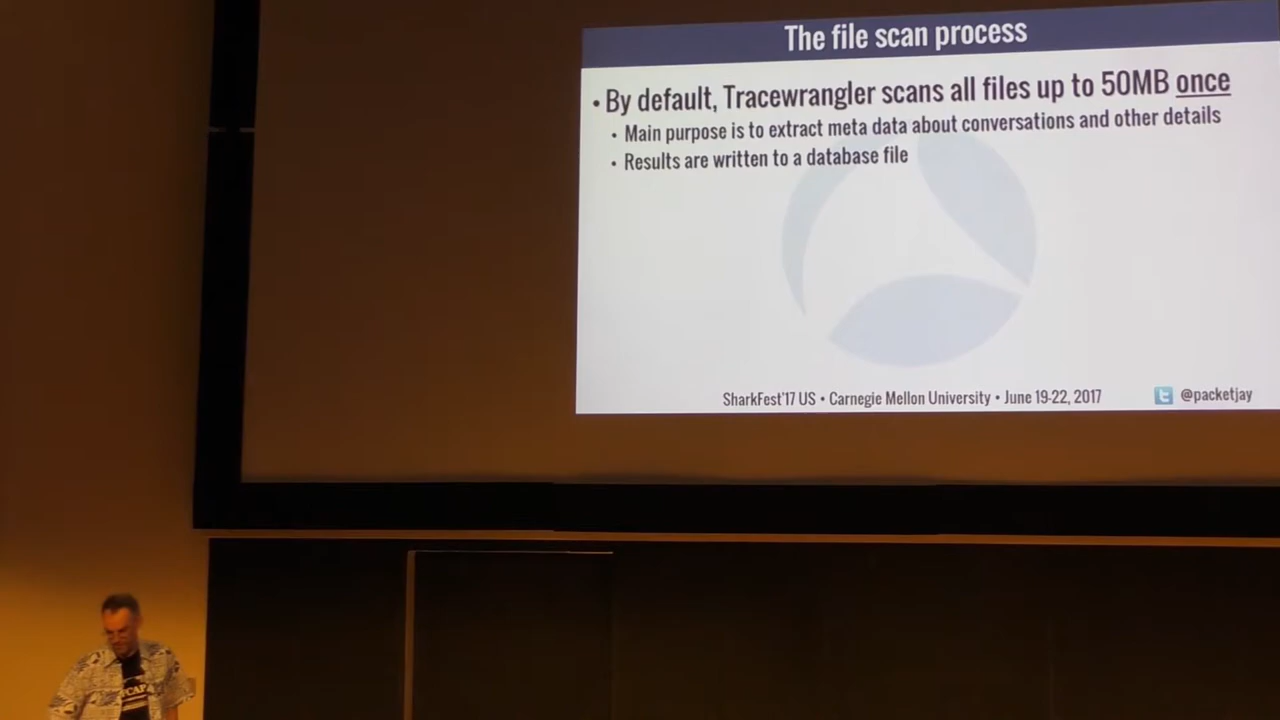 The file scan process
• By default, Tracewrangler scans all files up to 50MB once
• Main purpose is to extract meta data about conversations and other details
• Results are written to a database file
SharkFest'17 US • Carnegie Mellon University • June 19-22, 2017
@packetjay